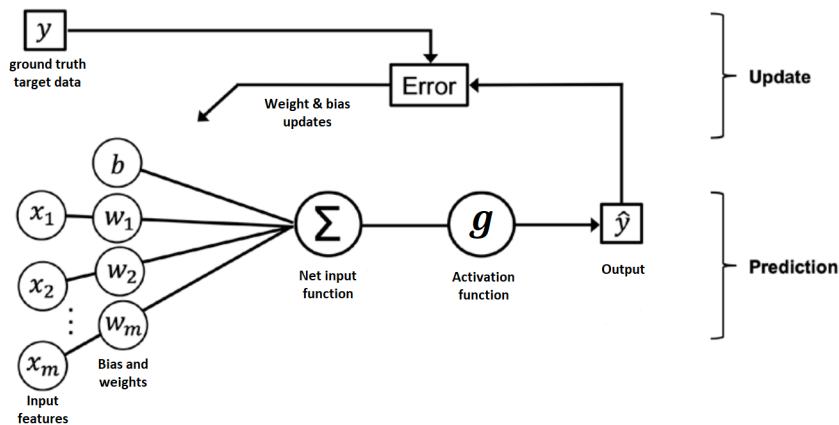 y
ground truth
target data
Error
Update
Weight & bias
updates
b
x₁
w₁
Σ
g
ŷ
x₂
w₂
Net input
function
Activation
function
Output
Prediction
⋮
wₘ
xₘ
Bias and
weights
Input
features